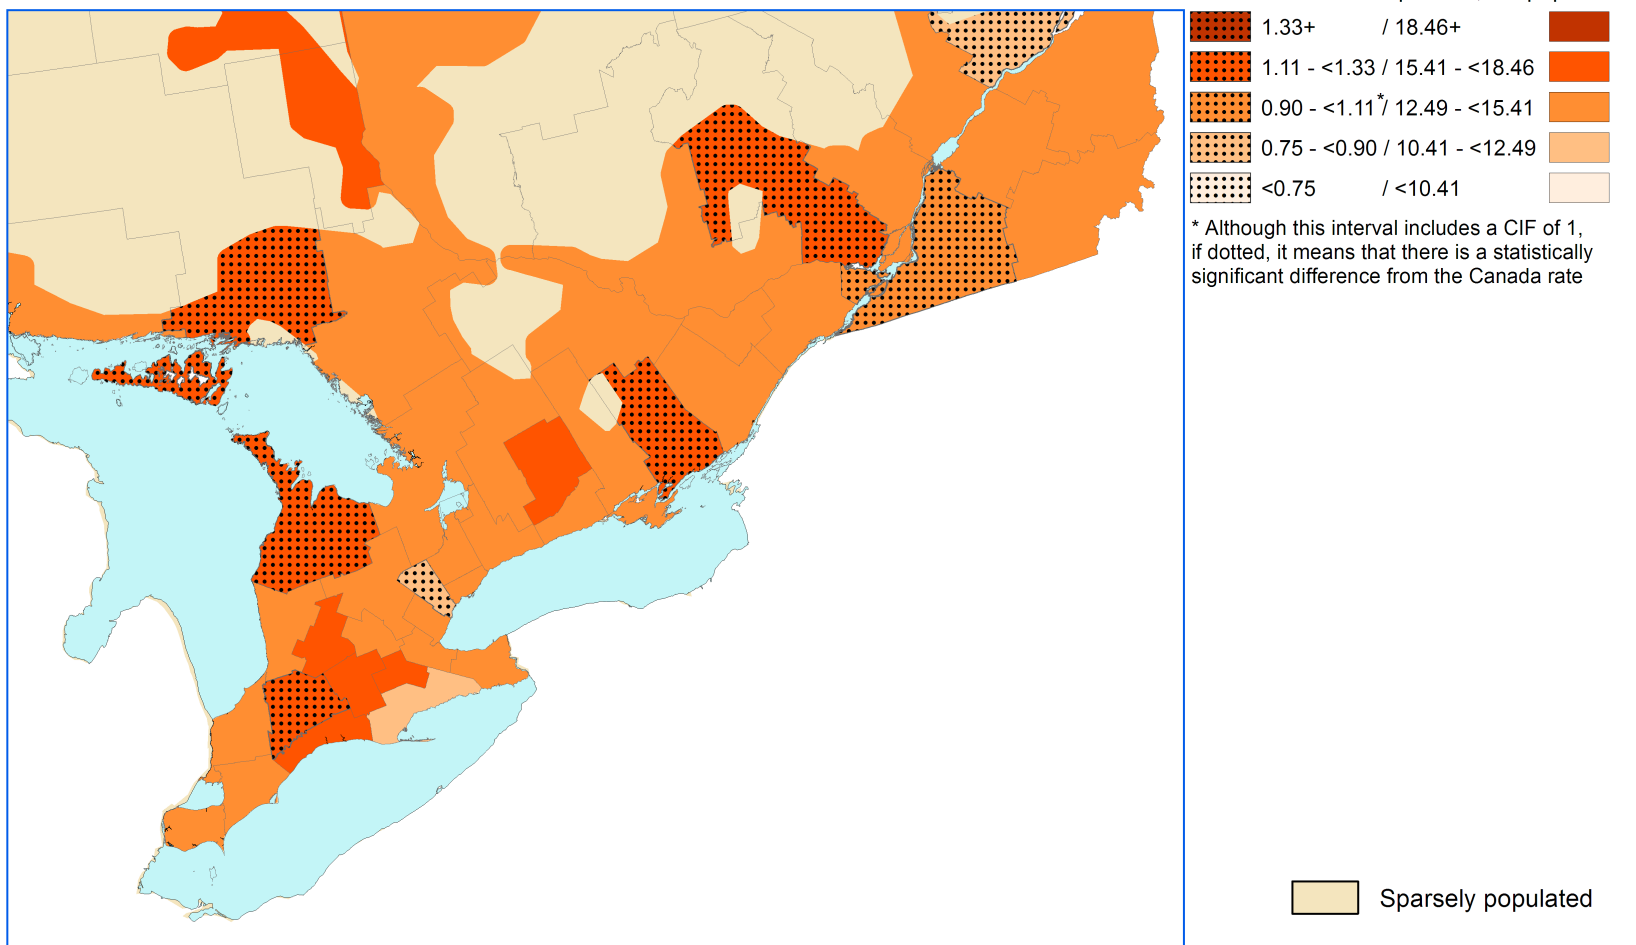 1.33+ / 18.46+
1.11 - <1.33 / 15.41 - <18.46
0.90 - <1.11* / 12.49 - <15.41
0.75 - <0.90 / 10.41 - <12.49
<0.75 / <10.41
* Although this interval includes a CIF of 1,
if dotted, it means that there is a statistically
significant difference from the Canada rate
Sparsely populated